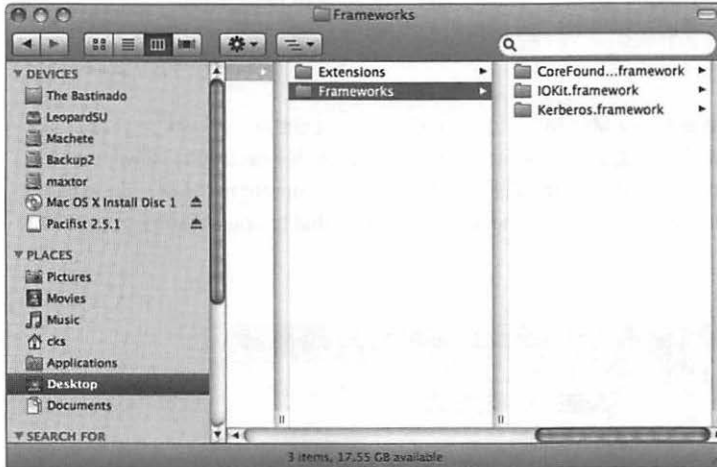 Frameworks
DEVICES
The Bastinado
LeopardSU
Machete
Backup2
maxtor
Mac OS X Install Disc 1
Pacifist 2.5.1
PLACES
Pictures
Movies
Music
cks
Applications
Desktop
Documents
SEARCH FOR
Extensions
Frameworks
CoreFound...framework
IOKit.framework
Kerberos.framework
3 items, 17.55 GB available